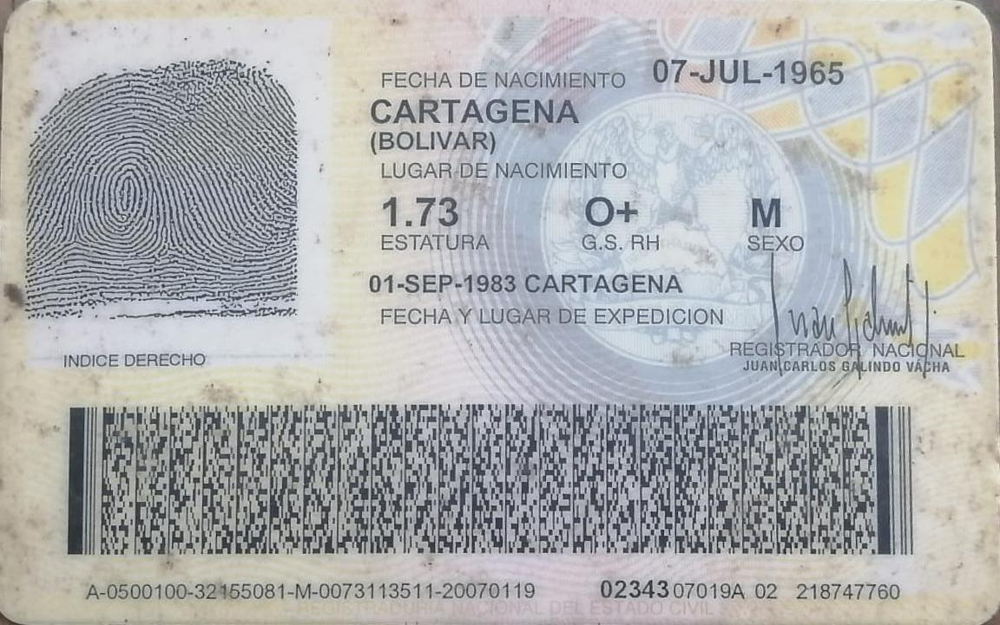 FECHA DE NACIMIENTO 07-JUL-1965
CARTAGENA
(BOLIVAR)
LUGAR DE NACIMIENTO
1.73 O+ M
ESTATURA G.S. RH SEXO
01-SEP-1983 CARTAGENA
FECHA Y LUGAR DE EXPEDICION
INDICE DERECHO
REGISTRADOR NACIONAL
JUAN CARLOS GALINDO VÁCHA
A-0500100-32155081-M-0073113511-20070119 02343 07019A 02 218747760
REGISTRADURIA NACIONAL DEL ESTADO CIVIL